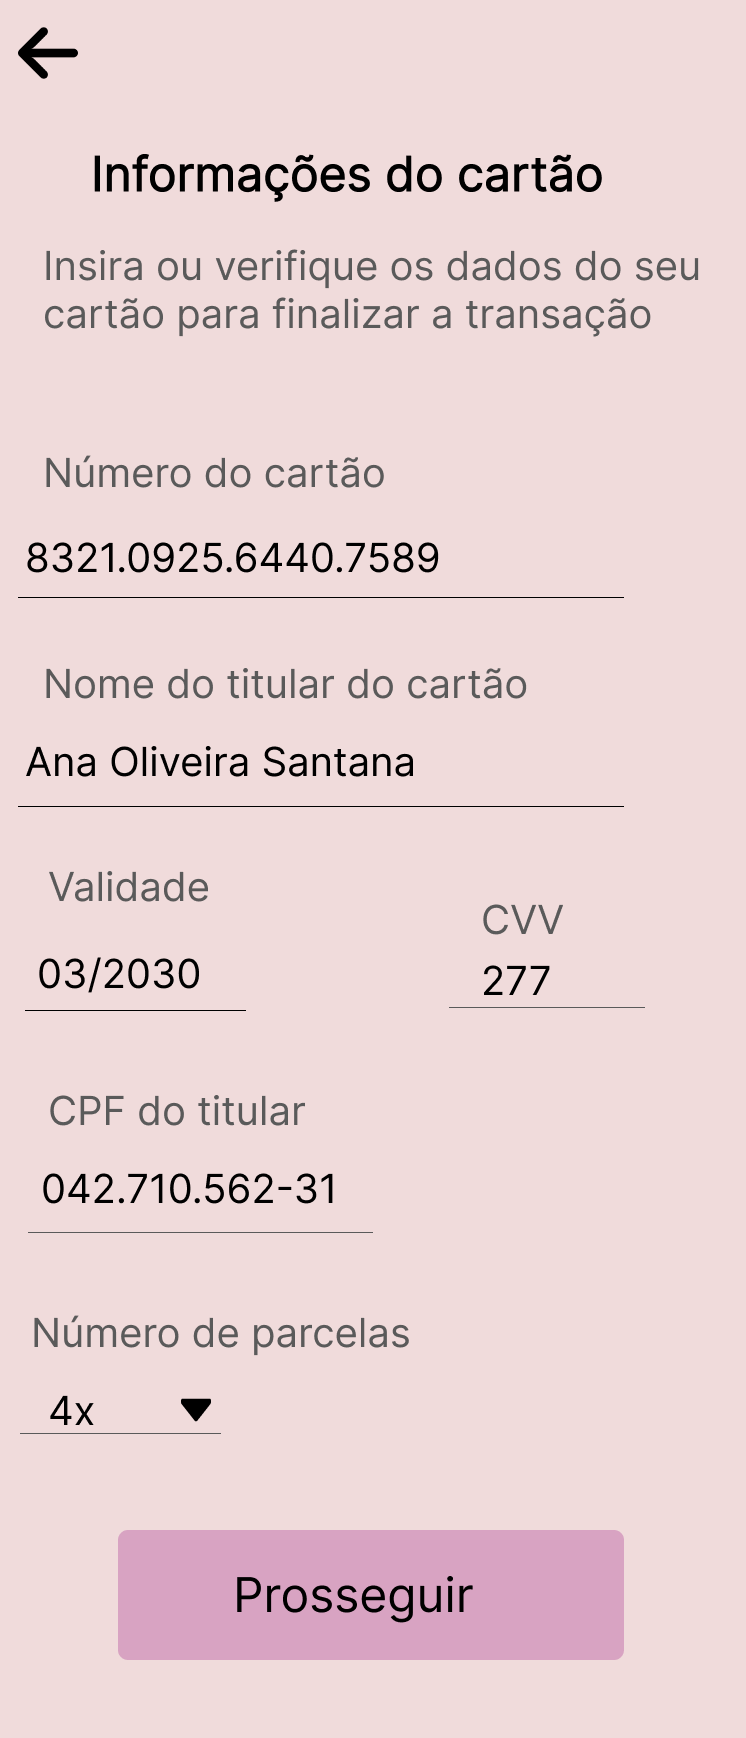 Informações do cartão
Insira ou verifique os dados do seu
cartão para finalizar a transação
Número do cartão
8321.0925.6440.7589
Nome do titular do cartão
Ana Oliveira Santana
Validade
03/2030
CVV
277
CPF do titular
042.710.562-31
Número de parcelas
4x
Prosseguir